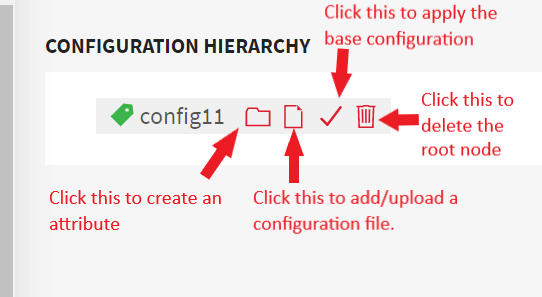 Click this to apply the
base configuration
CONFIGURATION HIERARCHY
Click this to
delete the
root node
config11
Click this to create an
attribute
Click this to add/upload a
configuration file.